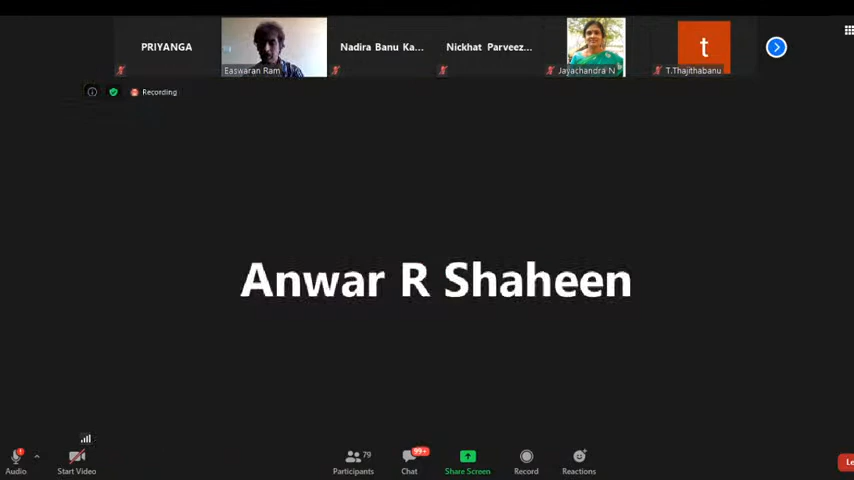 PRIYANGA
Easwaran Ram
Nadira Banu Ka...
Nickhat Parveez...
Jayachandra N
t
T.Thajithabanu
Recording
Anwar R Shaheen
Audio
Start Video
79
Participants
99+
Chat
Share Screen
Record
Reactions
Le